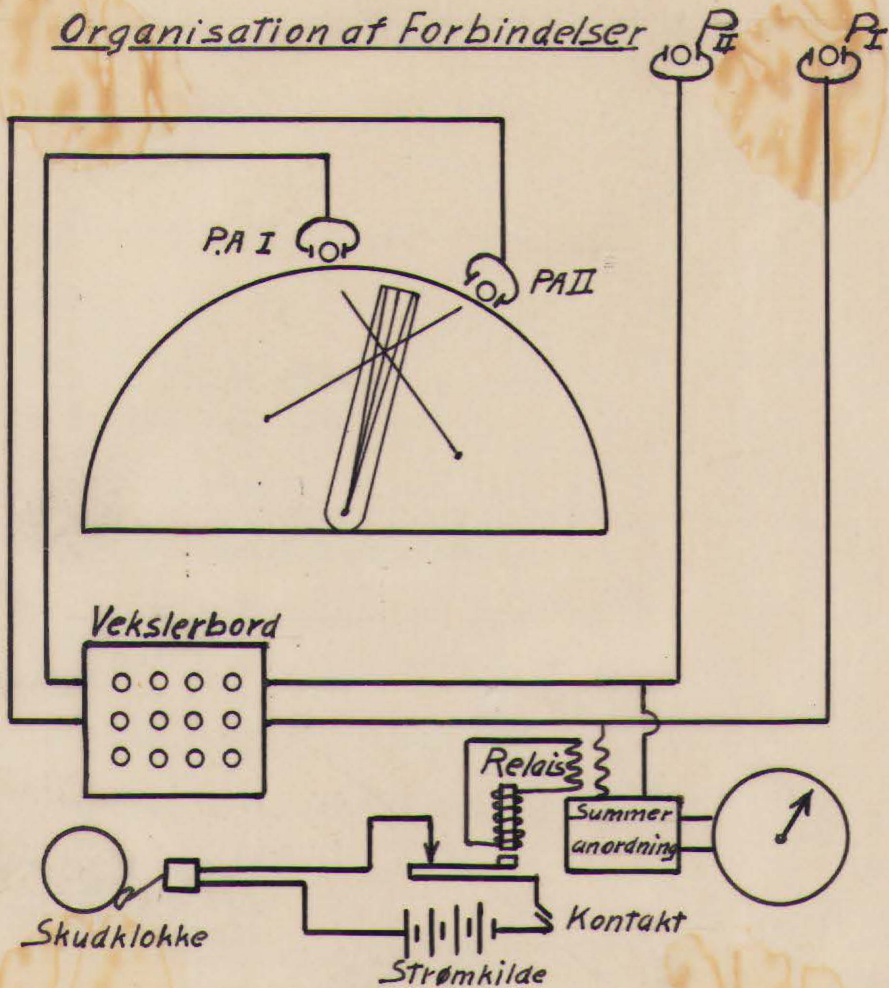 Organisation af Forbindelser
PII
PI
P.A I
PA II
Vekslerbord
Relais
Summer
anordning
Skudklokke
Kontakt
Strømkilde